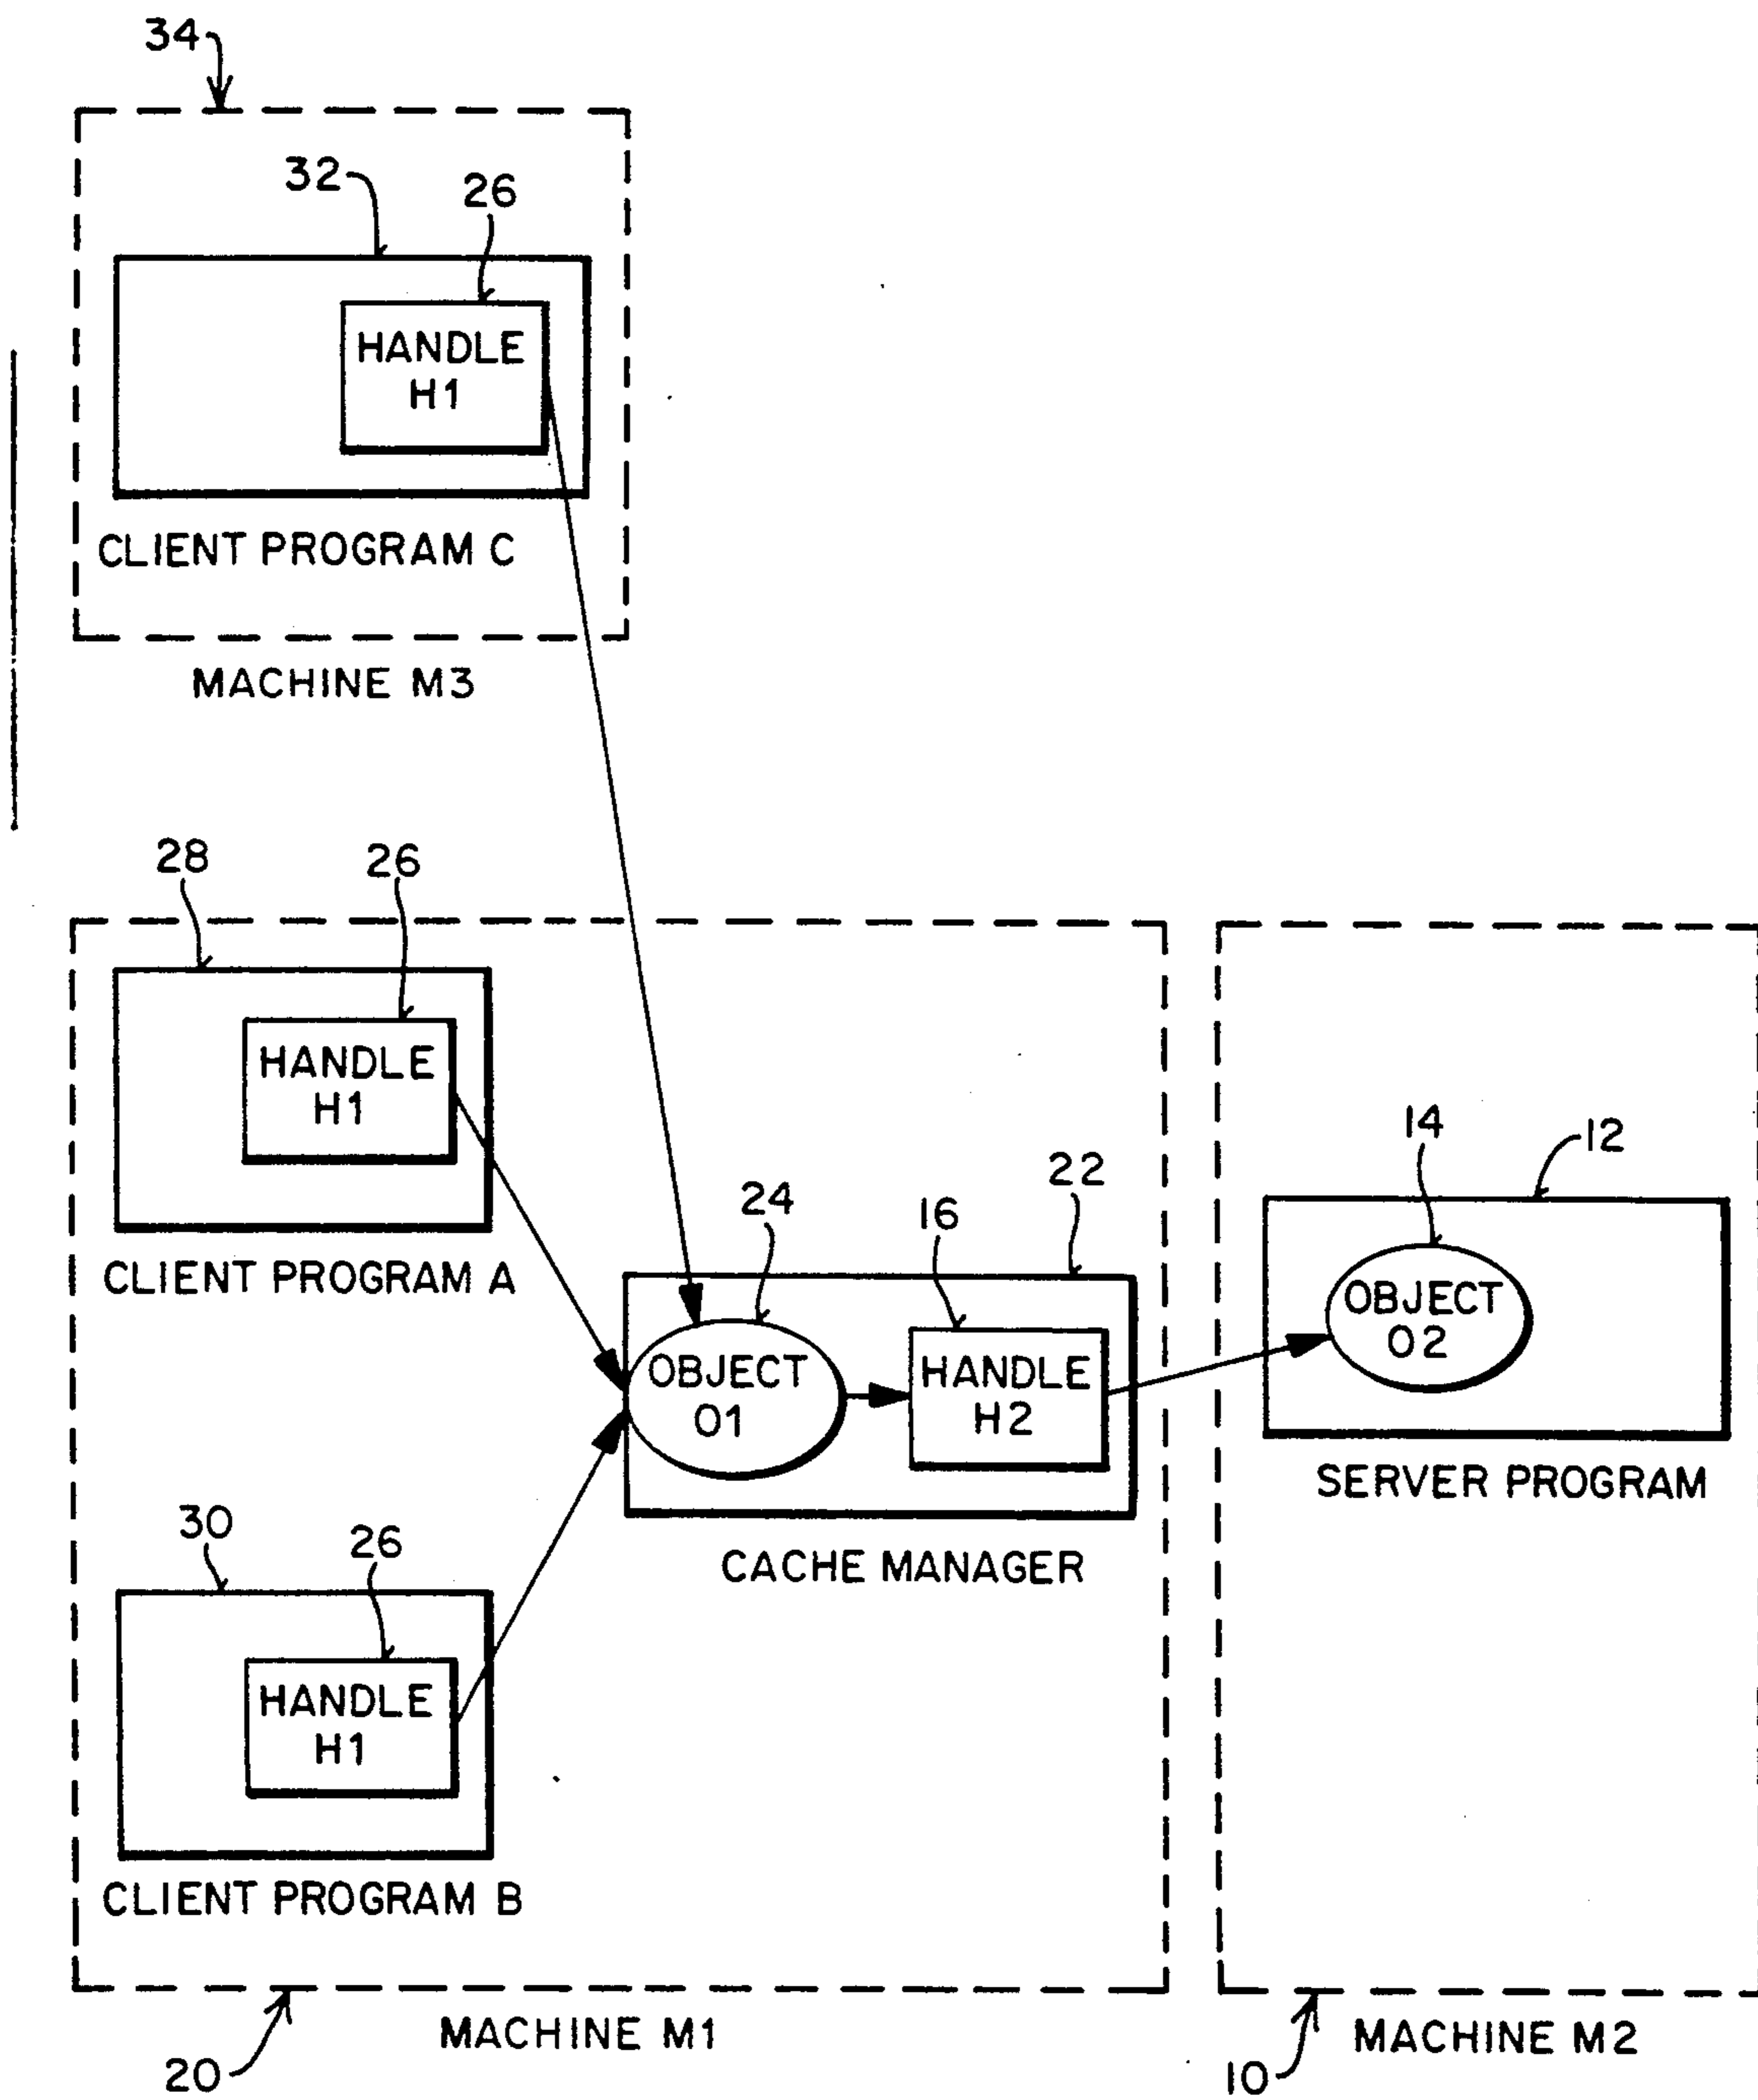 34
32
26
HANDLE
H1
CLIENT PROGRAM C
MACHINE M3
28
26
HANDLE
H1
CLIENT PROGRAM A
24
16
22
OBJECT
O1
HANDLE
H2
CACHE MANAGER
30
26
HANDLE
H1
CLIENT PROGRAM B
20
MACHINE M1
14
12
OBJECT
O2
SERVER PROGRAM
10
MACHINE M2